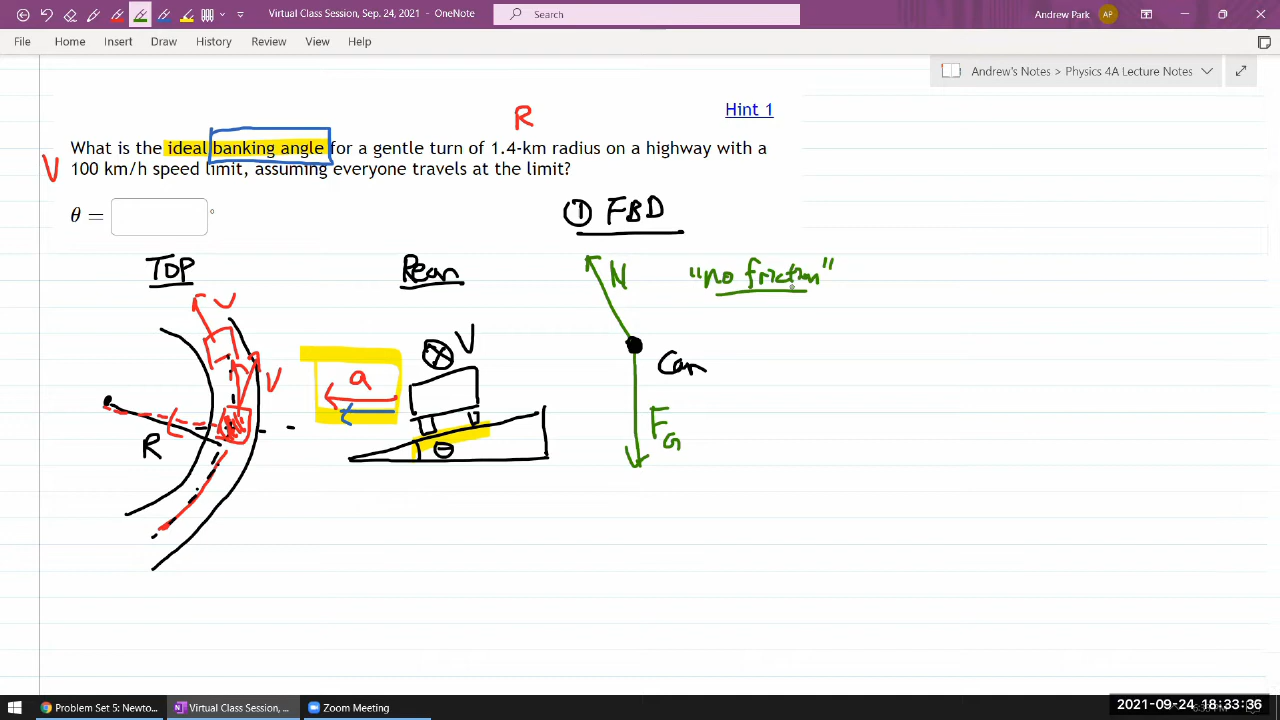 Virtual Class Session, Sep. 24, 2021 - OneNote
Search
Andrew Park
AP
File Home Insert Draw History Review View Help
Andrew's Notes > Physics 4A Lecture Notes
Hint 1
R
What is the ideal banking angle for a gentle turn of 1.4-km radius on a highway with a
V
100 km/h speed limit, assuming everyone travels at the limit?
θ = °
① FBD
TOP
Rear
N
"no friction"
V
V
V
a
Car
R
θ
FG
Problem Set 5: Newto...
Virtual Class Session,...
Zoom Meeting
2021-09-24 18:33:36